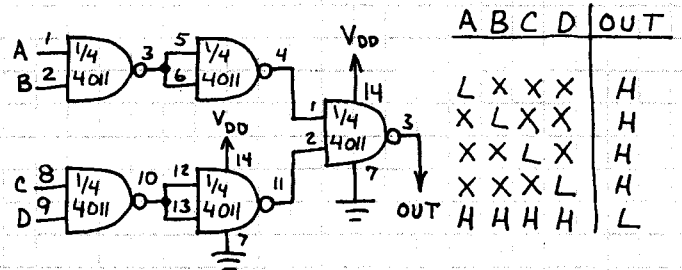 A B C D OUT
L X X X H
X L X X H
X X L X H
X X X L H
H H H H L
A 1
B 2
1/4
4011
3
5
6
1/4
4011
4
VDD
14
1
2
1/4
4011
3
7
OUT
C 8
D 9
1/4
4011
10
12
13
1/4
4011
VDD
14
11
7